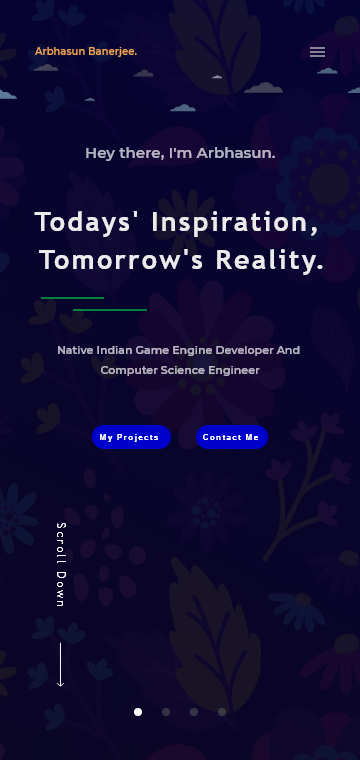 Arbhasun Banerjee.
Hey there, I'm Arbhasun.
Todays' Inspiration,
Tomorrow's Reality.
Native Indian Game Engine Developer And
Computer Science Engineer
My Projects
Contact Me
Scroll Down